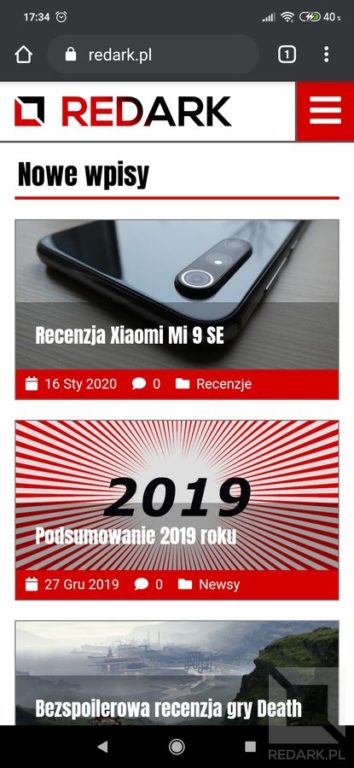 17:34 40%
redark.pl 1
REDARK
Nowe wpisy
Recenzja Xiaomi Mi 9 SE
16 Sty 2020 0 Recenzje
2019
Podsumowanie 2019 roku
27 Gru 2019 0 Newsy
Bezspoilerowa recenzja gry Death
REDARK.PL